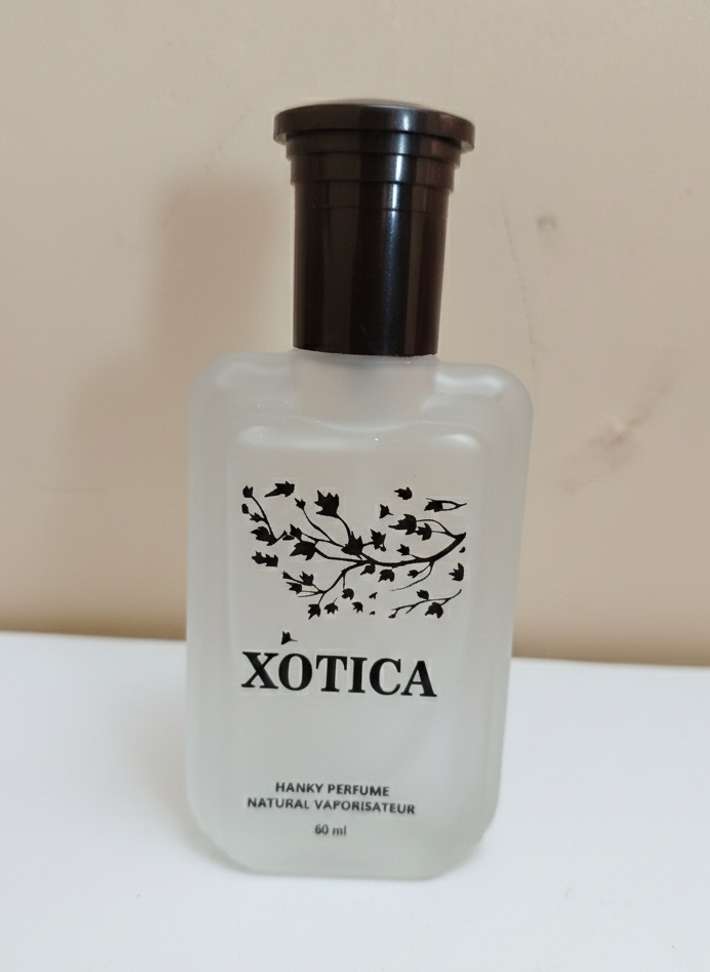 XOTICA
HANKY PERFUME
NATURAL VAPORISATEUR
60 ml